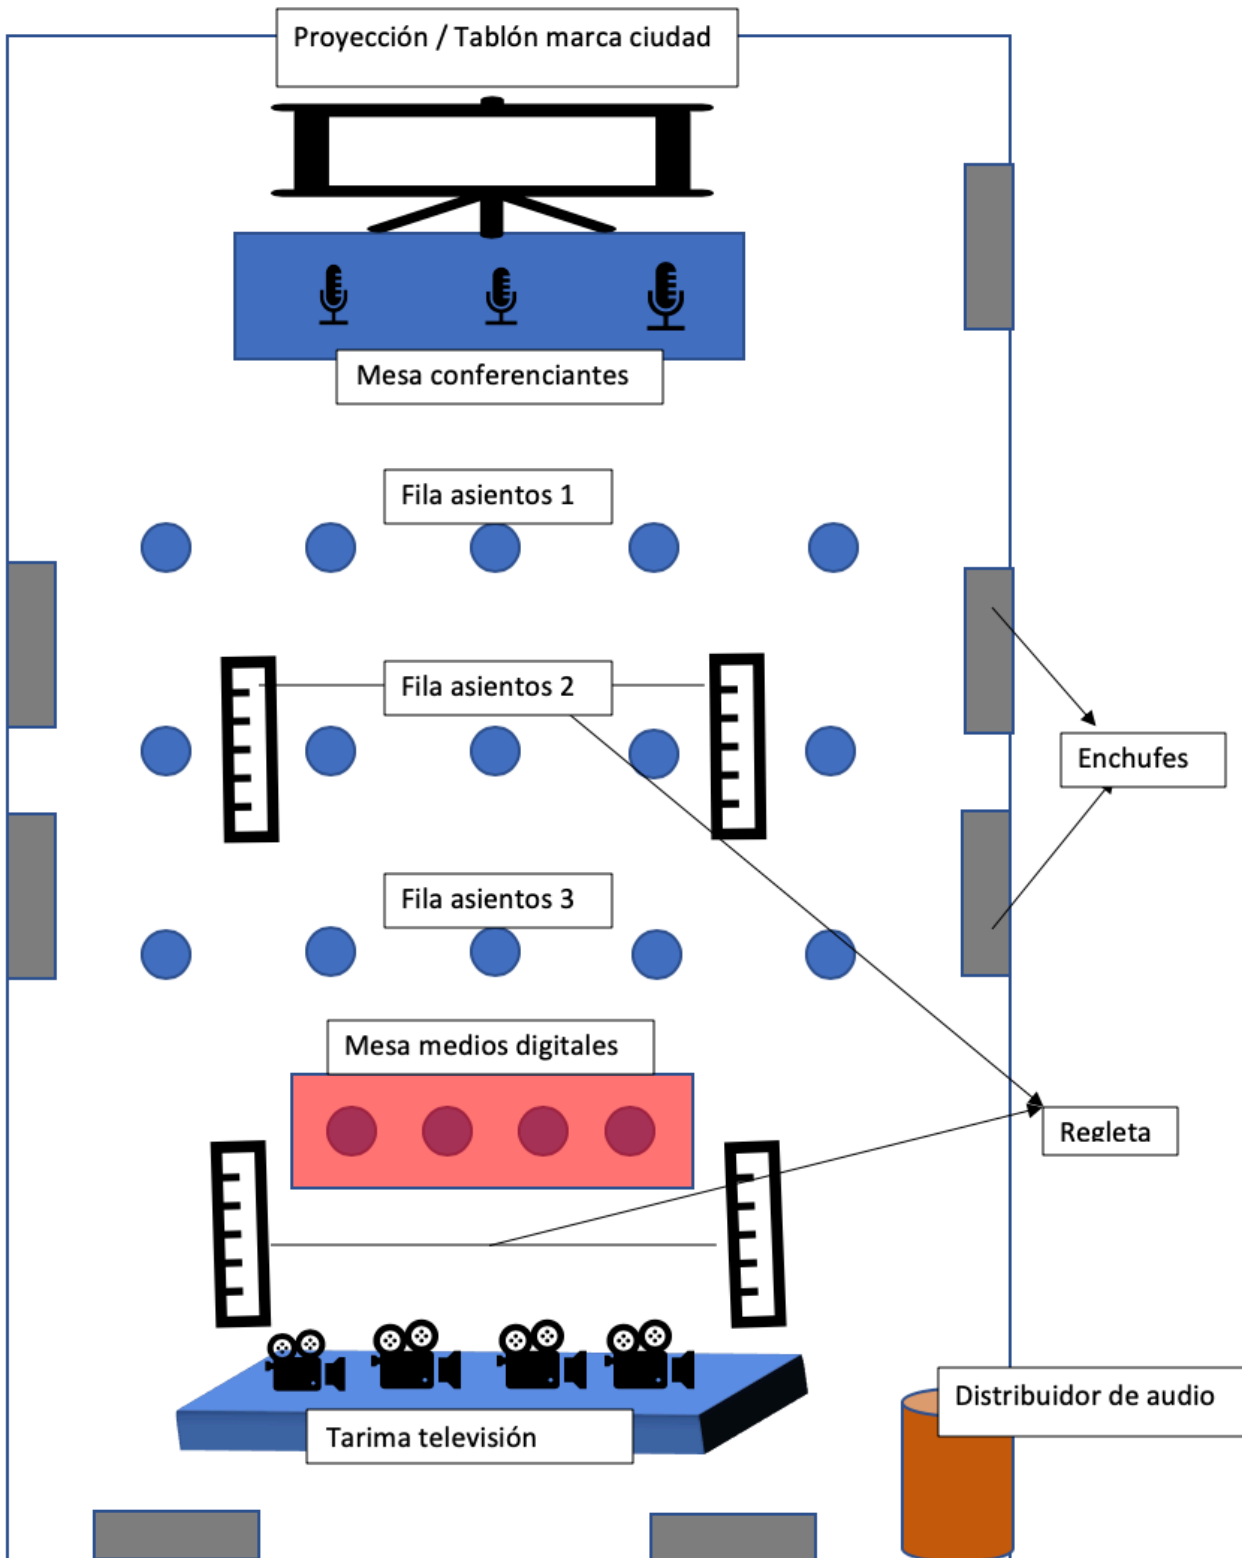 Proyección / Tablón marca ciudad
Mesa conferenciantes
Fila asientos 1
Fila asientos 2
Enchufes
Fila asientos 3
Mesa medios digitales
Regleta
Distribuidor de audio
Tarima televisión